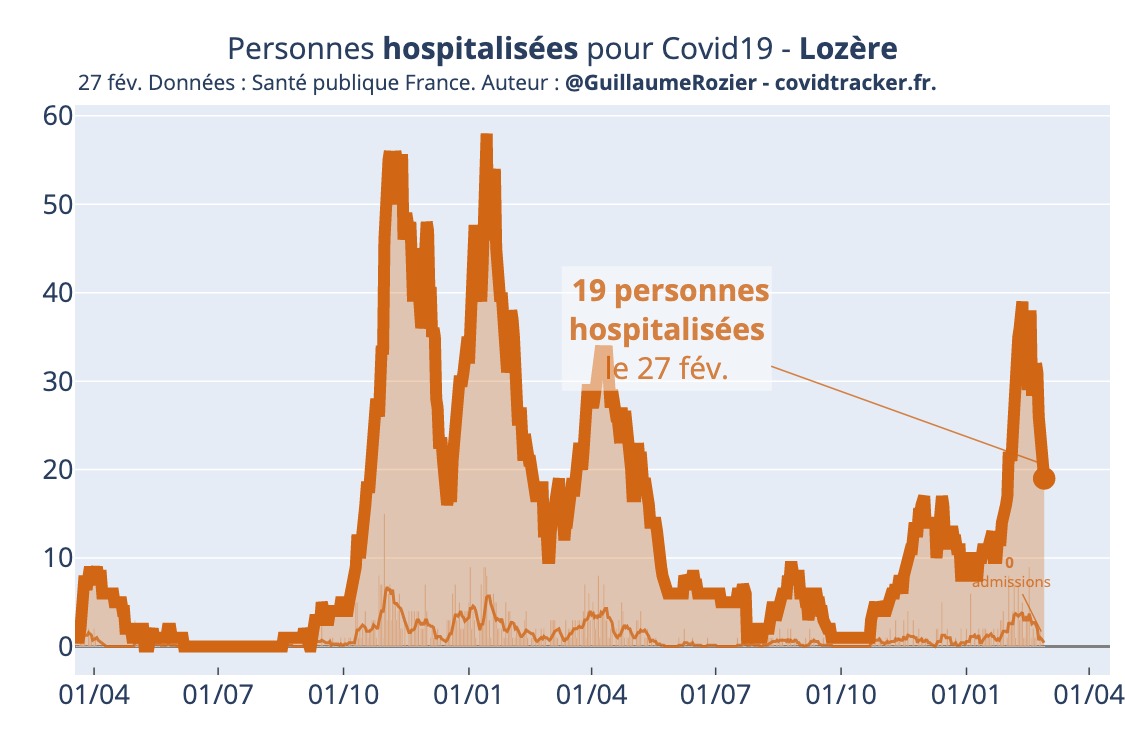 Personnes hospitalisées pour Covid19 - Lozère
27 fév. Données : Santé publique France. Auteur : @GuillaumeRozier - covidtracker.fr.
60
50
40
30
20
10
0
19 personnes
hospitalisées
le 27 fév.
0
admissions
01/04 01/07 01/10 01/01 01/04 01/07 01/10 01/01 01/04